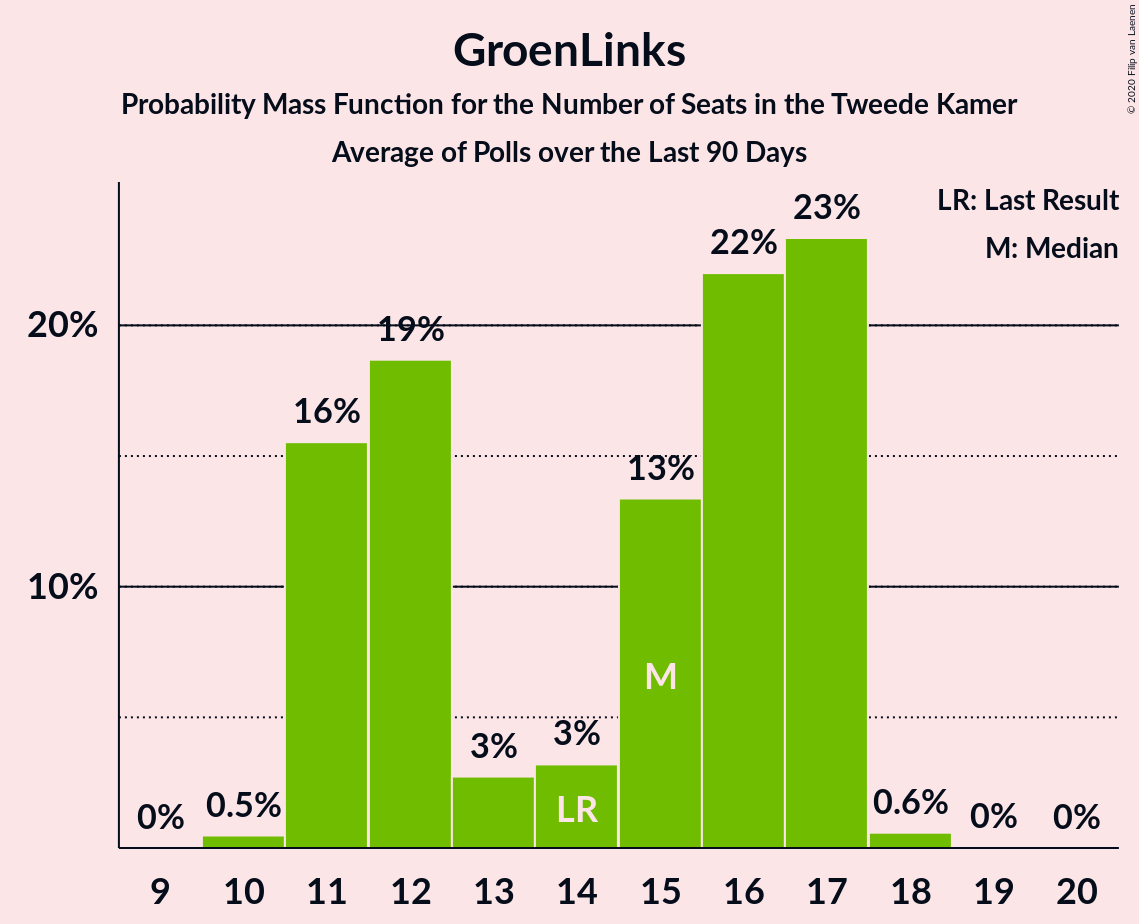 GroenLinks
Probability Mass Function for the Number of Seats in the Tweede Kamer
Average of Polls over the Last 90 Days
© 2020 Filip van Laenen
LR: Last Result
M: Median
20%
10%
0%
0.5%
16%
19%
3%
3%
13%
22%
23%
0.6%
0%
0%
M
LR
9 10 11 12 13 14 15 16 17 18 19 20